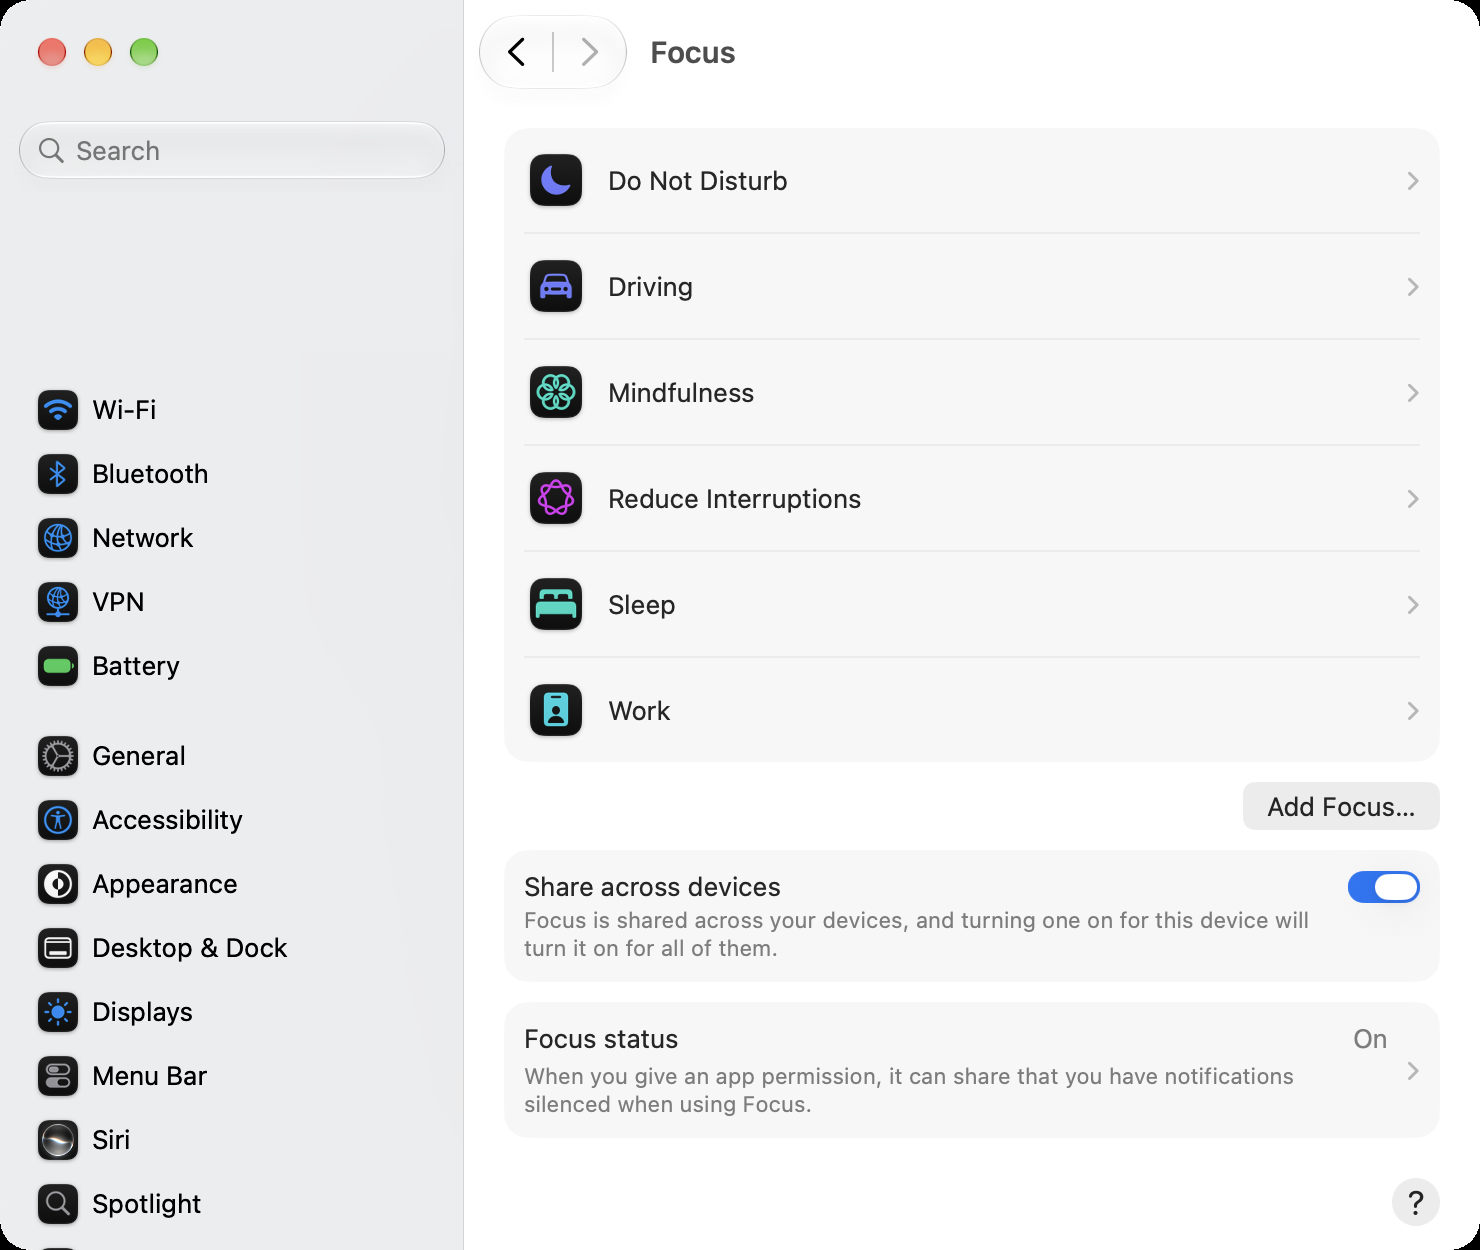 Focus
Search
Wi-Fi
Bluetooth
Network
VPN
Battery
General
Accessibility
Appearance
Desktop & Dock
Displays
Menu Bar
Siri
Spotlight
Do Not Disturb
Driving
Mindfulness
Reduce Interruptions
Sleep
Work
Add Focus...
Share across devices
Focus is shared across your devices, and turning one on for this device will
turn it on for all of them.
Focus status
On
When you give an app permission, it can share that you have notifications
silenced when using Focus.
?